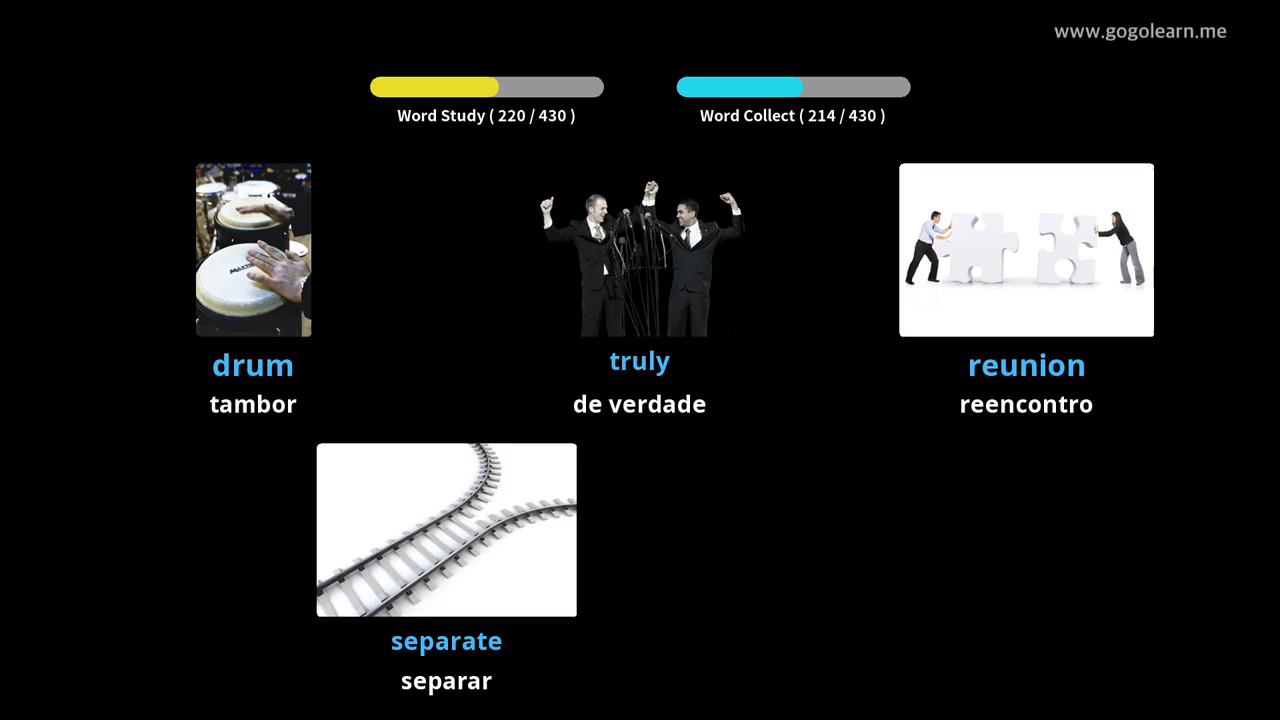 www.gogolearn.me
Word Study ( 220 / 430 )
Word Collect ( 214 / 430 )
drum
truly
reunion
tambor
de verdade
reencontro
separate
separar